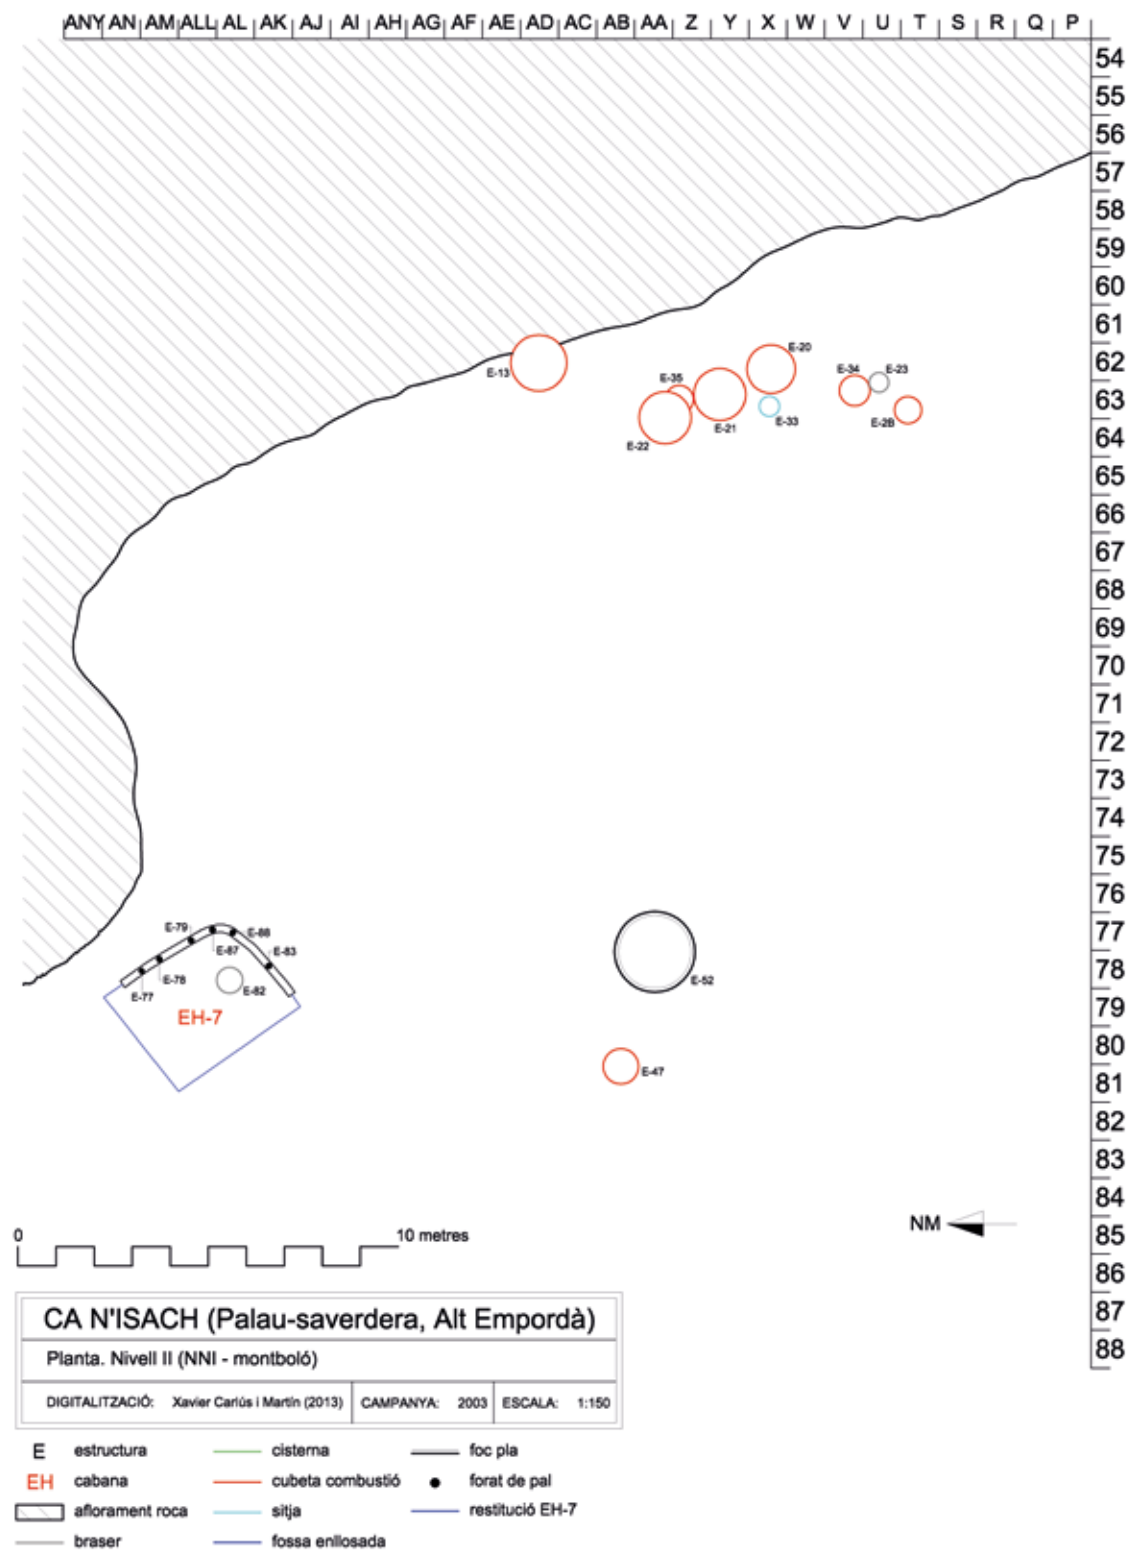 ANY AN AM ALL AL AK AJ AI AH AG AF AE AD AC AB AA Z Y X W V U T S R Q P
54
55
56
57
58
59
60
61
62
63
64
65
66
67
68
69
70
71
72
73
74
75
76
77
78
79
80
81
82
83
84
85
86
87
88
E-13
E-20
E-35
E-34
E-23
E-22
E-21
E-33
E-28
E-79
E-88
E-87
E-83
E-78
E-77
E-82
EH-7
E-52
E-47
NM
0 10 metres
CA N'ISACH (Palau-saverdera, Alt Empordà)
Planta. Nivell II (NNI - montboló)
DIGITALITZACIÓ: Xavier Carlús i Martín (2013) CAMPANYA: 2003 ESCALA: 1:150
E estructura cisterna foc pla
EH cabana cubeta combustió forat de pal
aflorament roca sitja restitució EH-7
braser fossa enllosada